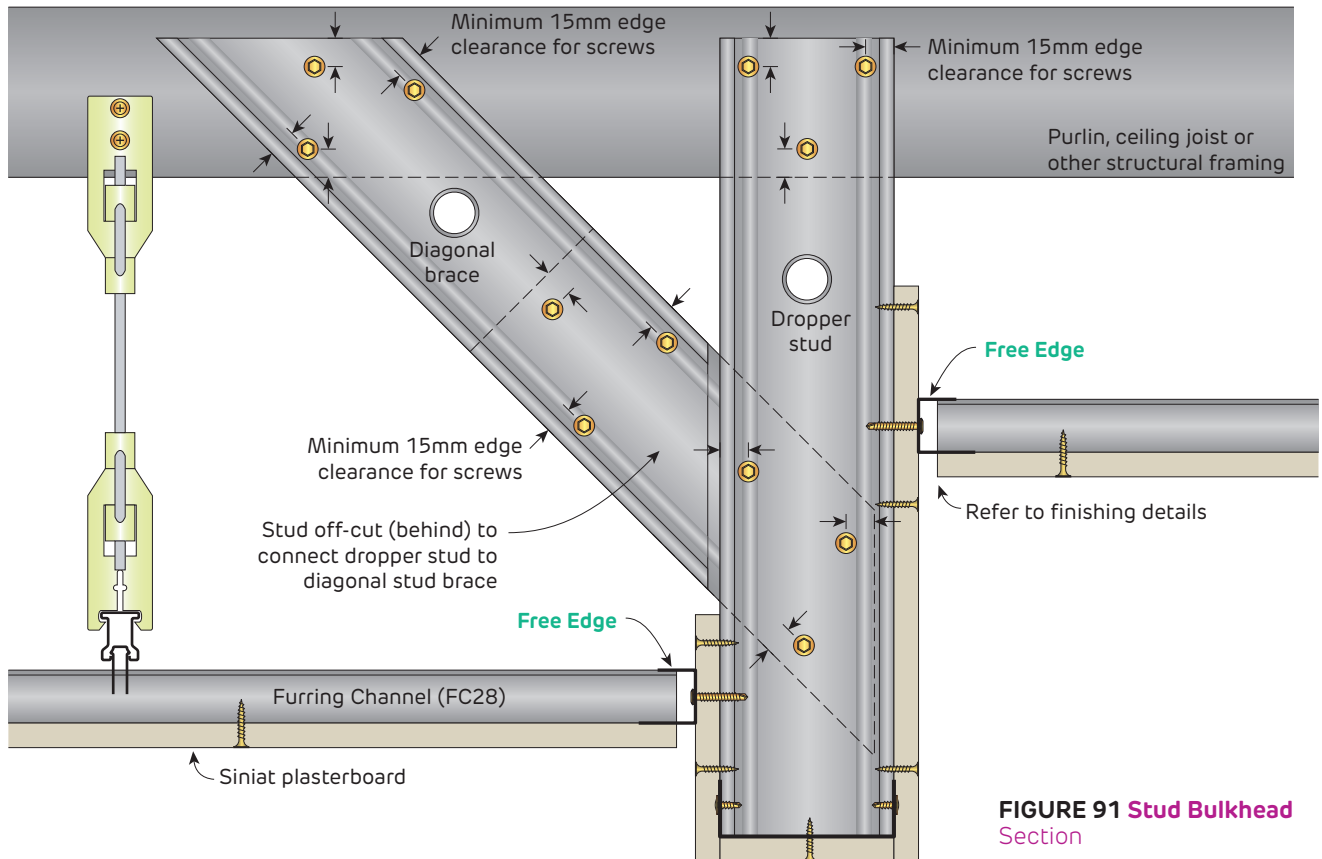 Minimum 15mm edge
clearance for screws
Minimum 15mm edge
clearance for screws
Purlin, ceiling joist or
other structural framing
Diagonal
brace
Dropper
stud
Free Edge
Minimum 15mm edge
clearance for screws
Refer to finishing details
Stud off-cut (behind) to
connect dropper stud to
diagonal stud brace
Free Edge
Furring Channel (FC28)
Siniat plasterboard
FIGURE 91 Stud Bulkhead
Section